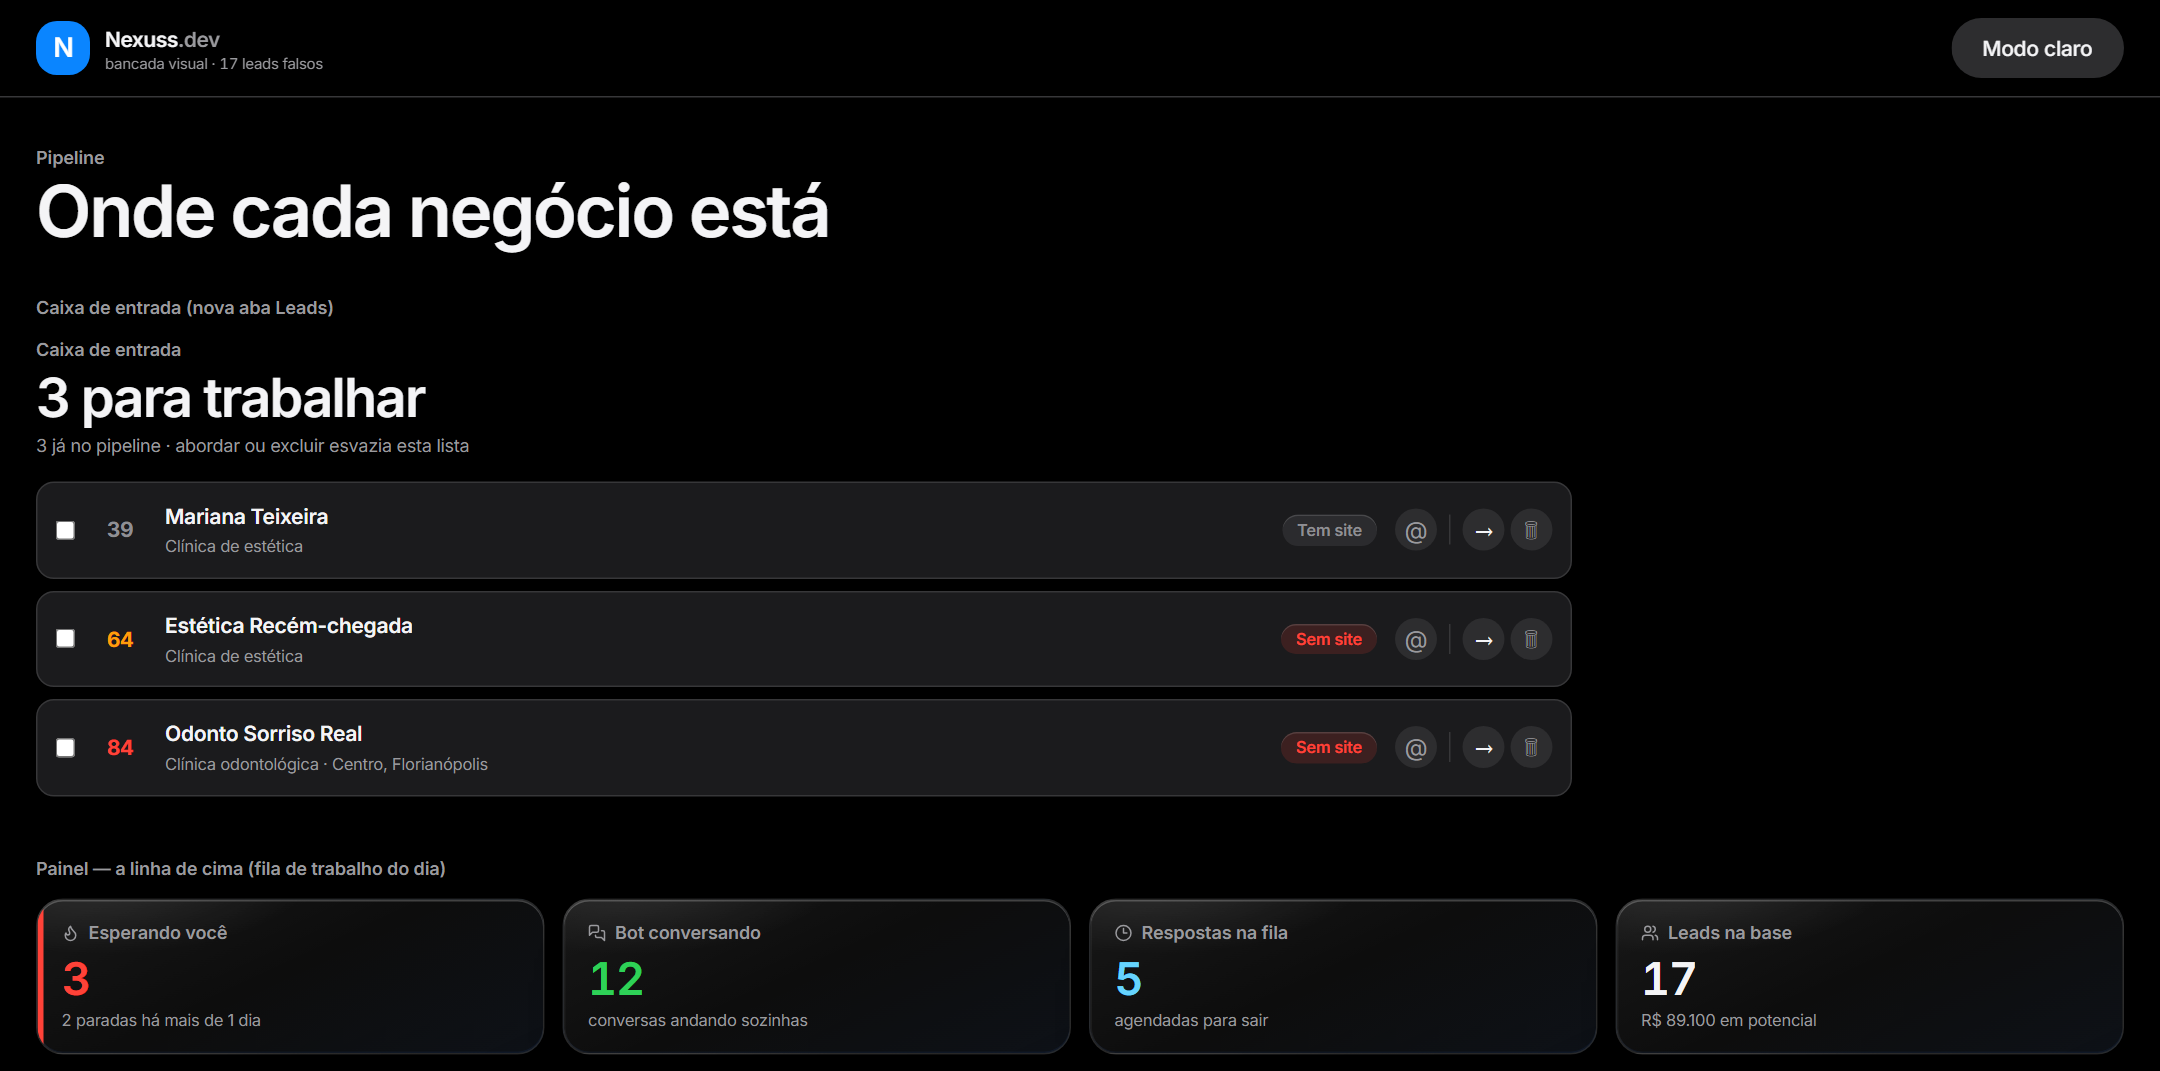 N
Nexuss.dev
bancada visual · 17 leads falsos
Modo claro
Pipeline
Onde cada negócio está
Caixa de entrada (nova aba Leads)
Caixa de entrada
3 para trabalhar
3 já no pipeline · abordar ou excluir esvazia esta lista
39
Mariana Teixeira
Clínica de estética
Tem site
@
→
64
Estética Recém-chegada
Clínica de estética
Sem site
@
→
84
Odonto Sorriso Real
Clínica odontológica · Centro, Florianópolis
Sem site
@
→
Painel — a linha de cima (fila de trabalho do dia)
Esperando você
3
2 paradas há mais de 1 dia
Bot conversando
12
conversas andando sozinhas
Respostas na fila
5
agendadas para sair
Leads na base
17
R$ 89.100 em potencial